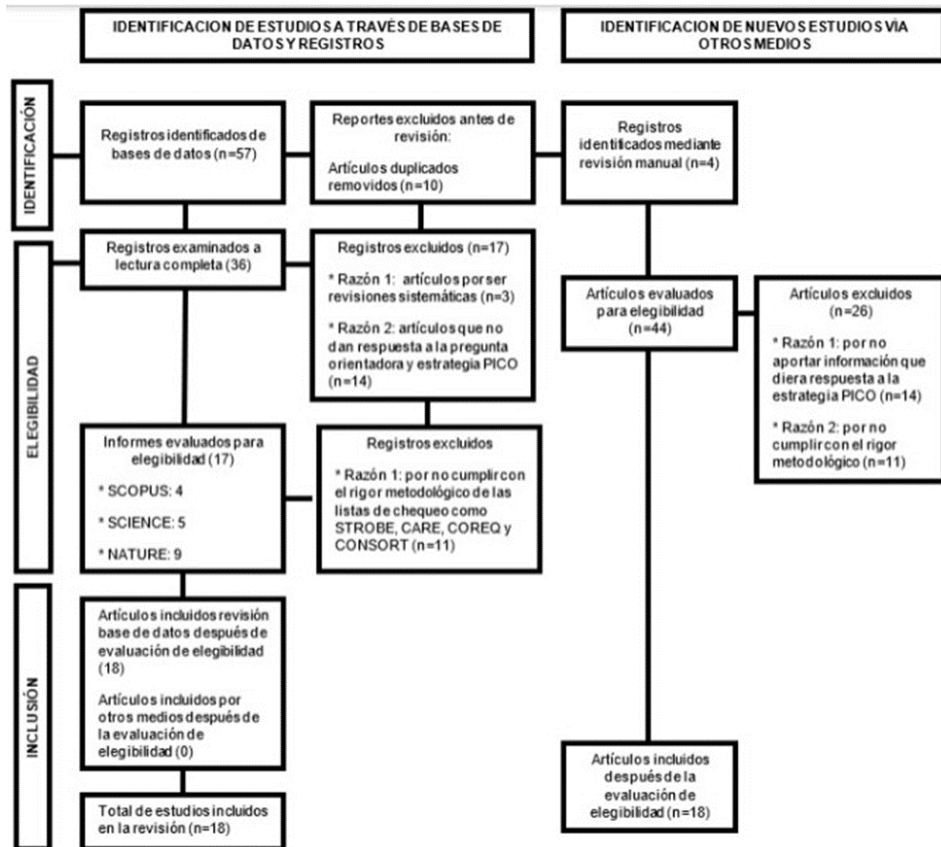 IDENTIFICACION DE ESTUDIOS A TRAVÉS DE BASES DE
DATOS Y REGISTROS
IDENTIFICACION DE NUEVOS ESTUDIOS VÍA
OTROS MEDIOS
IDENTIFICACIÓN
Registros identificados de
bases de datos (n=57)
Reportes excluidos antes de
revisión:
Artículos duplicados
removidos (n=10)
Registros
identificados mediante
revisión manual (n=4)
ELEGIBILIDAD
Registros examinados a
lectura completa (36)
Registros excluidos (n=17)
* Razón 1: artículos por ser
revisiones sistemáticas (n=3)
* Razón 2: artículos que no
dan respuesta a la pregunta
orientadora y estrategia PICO
(n=14)
Artículos evaluados
para elegibilidad
(n=44)
Artículos excluidos
(n=26)
* Razón 1: por no
aportar información que
diera respuesta a la
estrategia PICO (n=14)
* Razón 2: por no
cumplir con el rigor
metodológico (n=11)
Informes evaluados para
elegibilidad (17)
* SCOPUS: 4
* SCIENCE: 5
* NATURE: 9
Registros excluidos
* Razón 1: por no cumplir con
el rigor metodológico de las
listas de chequeo como
STROBE, CARE, COREQ y
CONSORT (n=11)
INCLUSIÓN
Artículos incluidos revisión
base de datos después de
evaluación de elegibilidad
(18)
Artículos incluidos por
otros medios después de
la evaluación de
elegibilidad (0)
Total de estudios incluidos
en la revisión (n=18)
Artículos incluidos
después de la
evaluación de
elegibilidad (n=18)